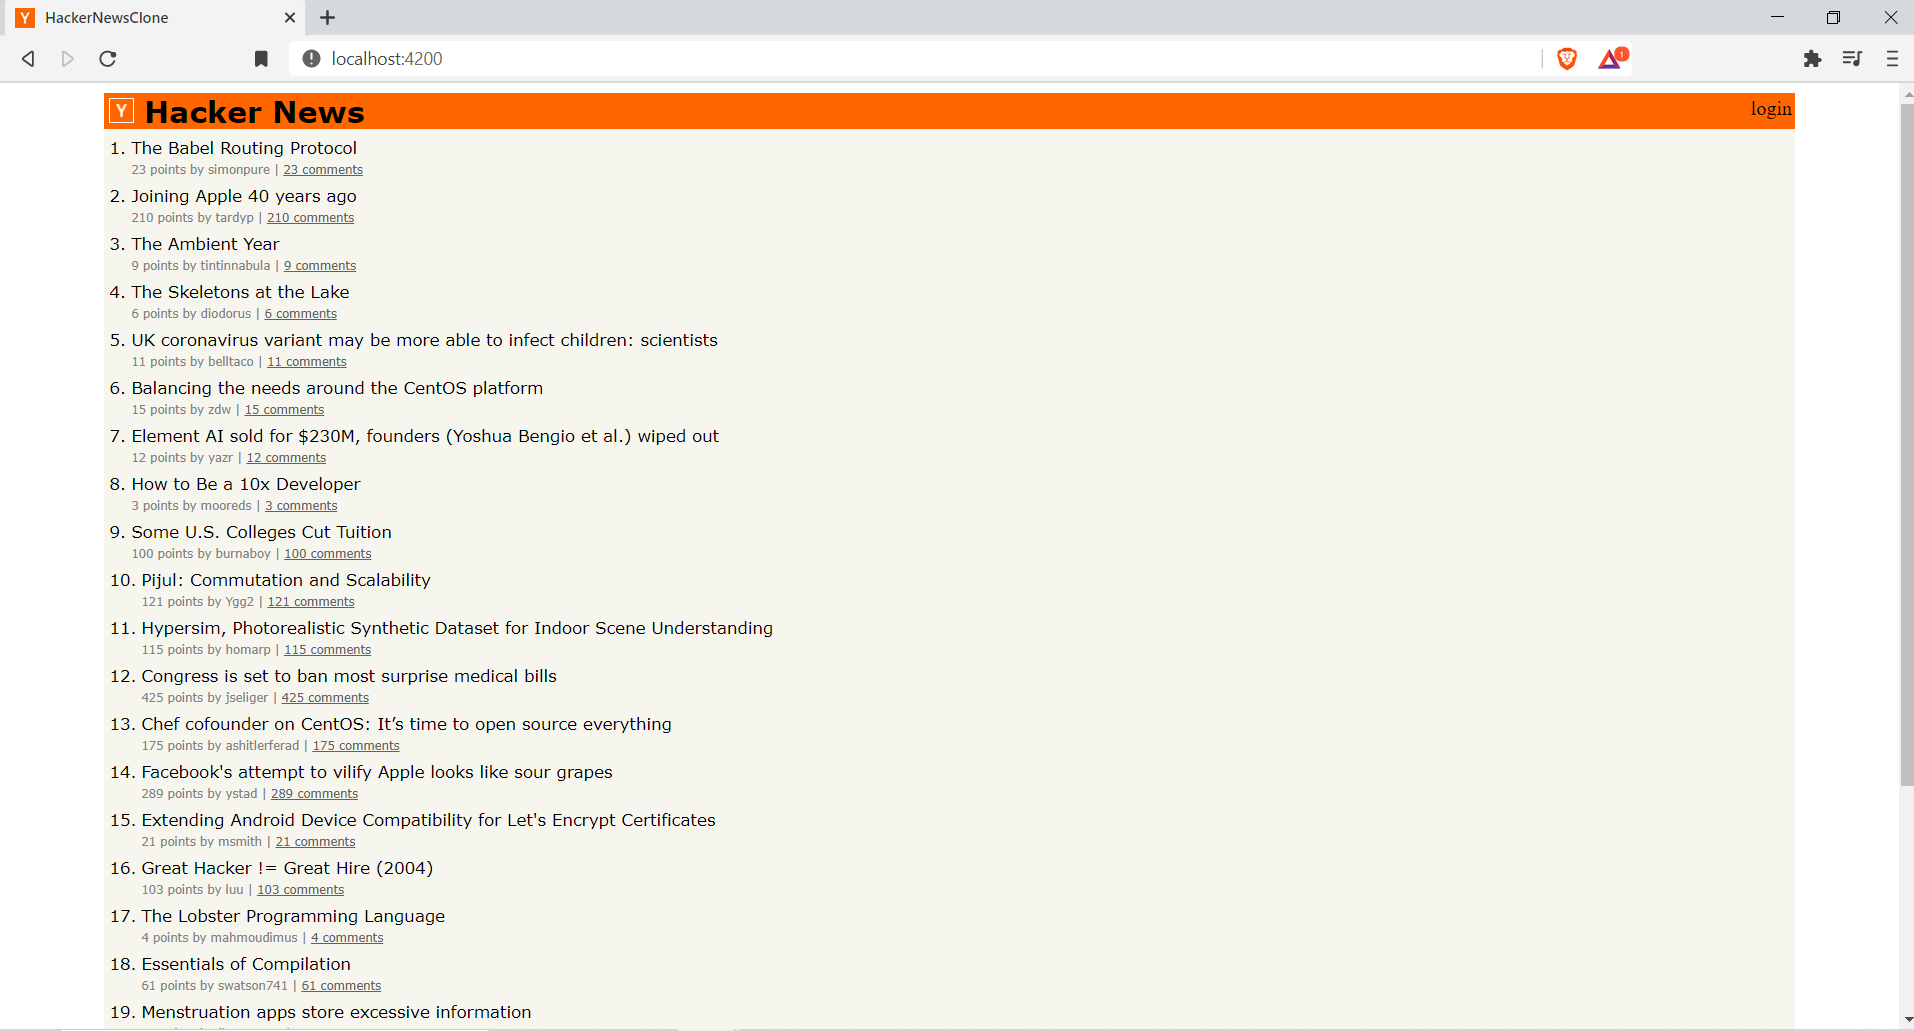 Y HackerNewsClone
localhost:4200
1
Y Hacker News
login
1. The Babel Routing Protocol
23 points by simonpure | 23 comments
2. Joining Apple 40 years ago
210 points by tardyp | 210 comments
3. The Ambient Year
9 points by tintinnabula | 9 comments
4. The Skeletons at the Lake
6 points by diodorus | 6 comments
5. UK coronavirus variant may be more able to infect children: scientists
11 points by belltaco | 11 comments
6. Balancing the needs around the CentOS platform
15 points by zdw | 15 comments
7. Element AI sold for $230M, founders (Yoshua Bengio et al.) wiped out
12 points by yazr | 12 comments
8. How to Be a 10x Developer
3 points by mooreds | 3 comments
9. Some U.S. Colleges Cut Tuition
100 points by burnaboy | 100 comments
10. Pijul: Commutation and Scalability
121 points by Ygg2 | 121 comments
11. Hypersim, Photorealistic Synthetic Dataset for Indoor Scene Understanding
115 points by homarp | 115 comments
12. Congress is set to ban most surprise medical bills
425 points by jseliger | 425 comments
13. Chef cofounder on CentOS: It’s time to open source everything
175 points by ashitlerferad | 175 comments
14. Facebook's attempt to vilify Apple looks like sour grapes
289 points by ystad | 289 comments
15. Extending Android Device Compatibility for Let's Encrypt Certificates
21 points by msmith | 21 comments
16. Great Hacker != Great Hire (2004)
103 points by luu | 103 comments
17. The Lobster Programming Language
4 points by mahmoudimus | 4 comments
18. Essentials of Compilation
61 points by swatson741 | 61 comments
19. Menstruation apps store excessive information